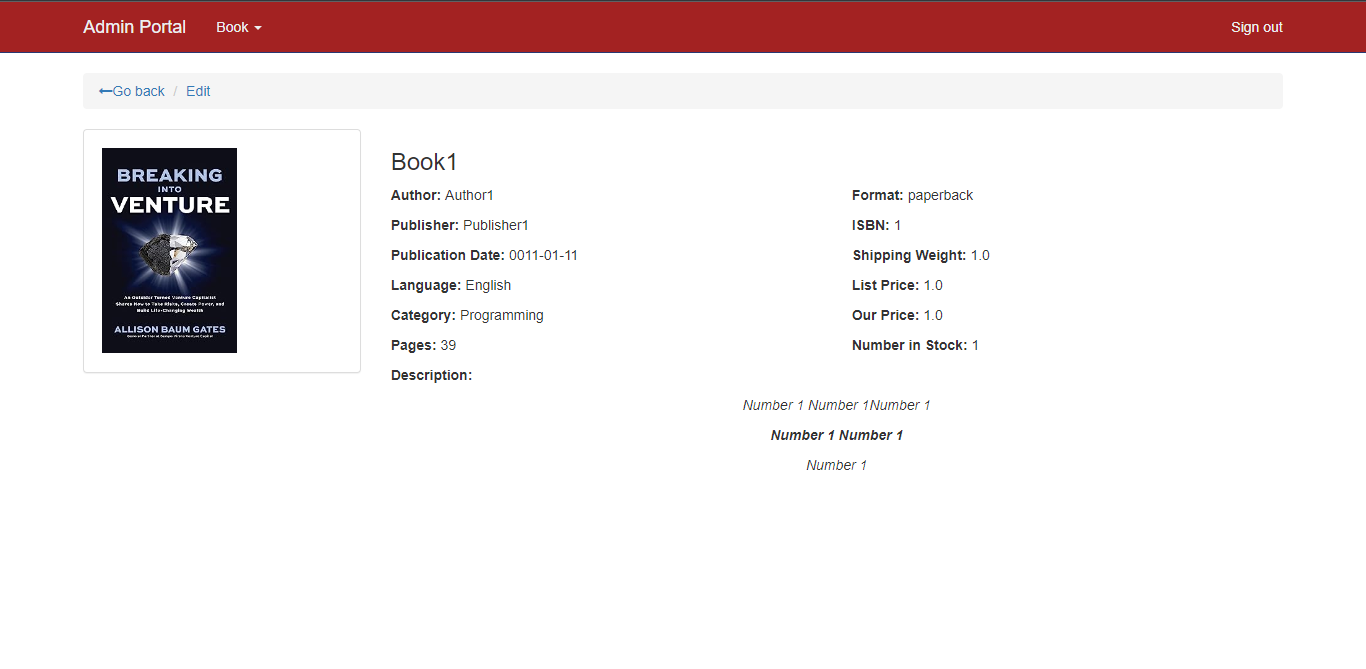 Admin Portal Book Sign out
←Go back / Edit
BREAKING
INTO
VENTURE
An Outsider Turned Venture Capitalist
Shares How to Take Risks, Create Power, and
Build Life-Changing Wealth
ALLISON BAUM GATES
Book1
Author: Author1
Publisher: Publisher1
Publication Date: 0011-01-11
Language: English
Category: Programming
Pages: 39
Format: paperback
ISBN: 1
Shipping Weight: 1.0
List Price: 1.0
Our Price: 1.0
Number in Stock: 1
Description:
Number 1 Number 1Number 1
Number 1 Number 1
Number 1